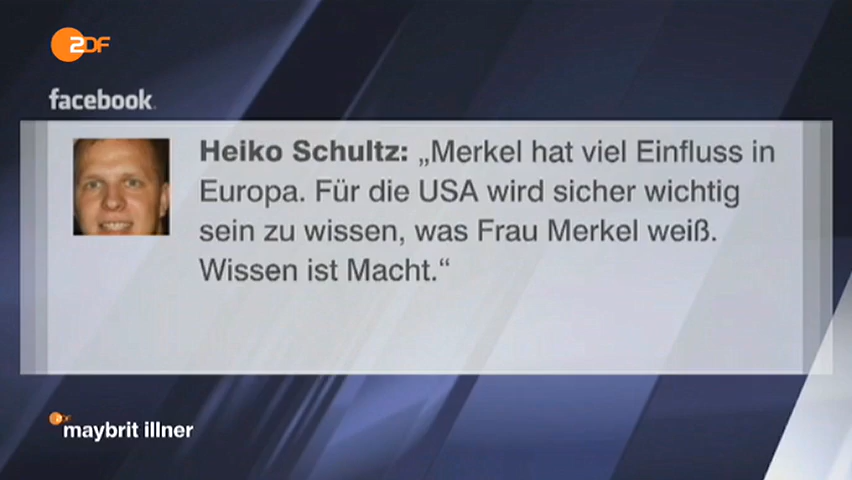 ZDF
facebook
Heiko Schultz: „Merkel hat viel Einfluss in
Europa. Für die USA wird sicher wichtig
sein zu wissen, was Frau Merkel weiß.
Wissen ist Macht.“
ZDF
maybrit illner